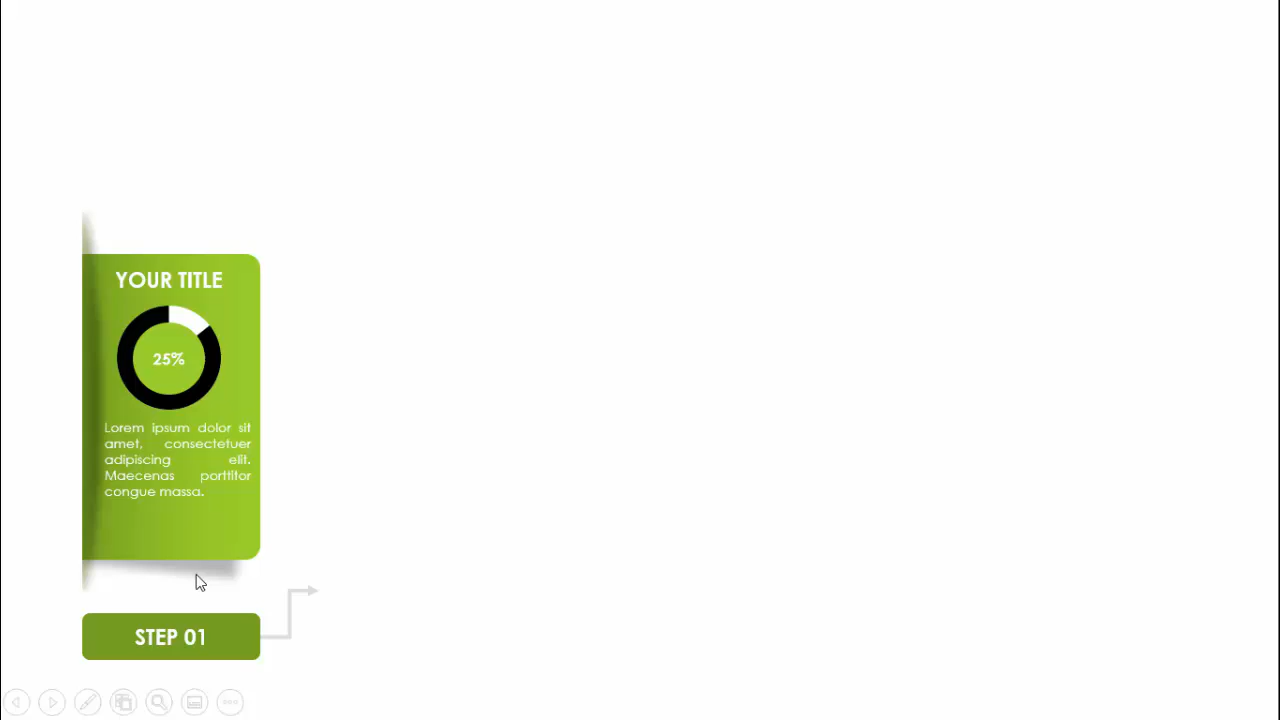 YOUR TITLE
25%
Lorem ipsum dolor sit
amet, consectetuer
adipiscing elit.
Maecenas porttitor
congue massa.
STEP 01